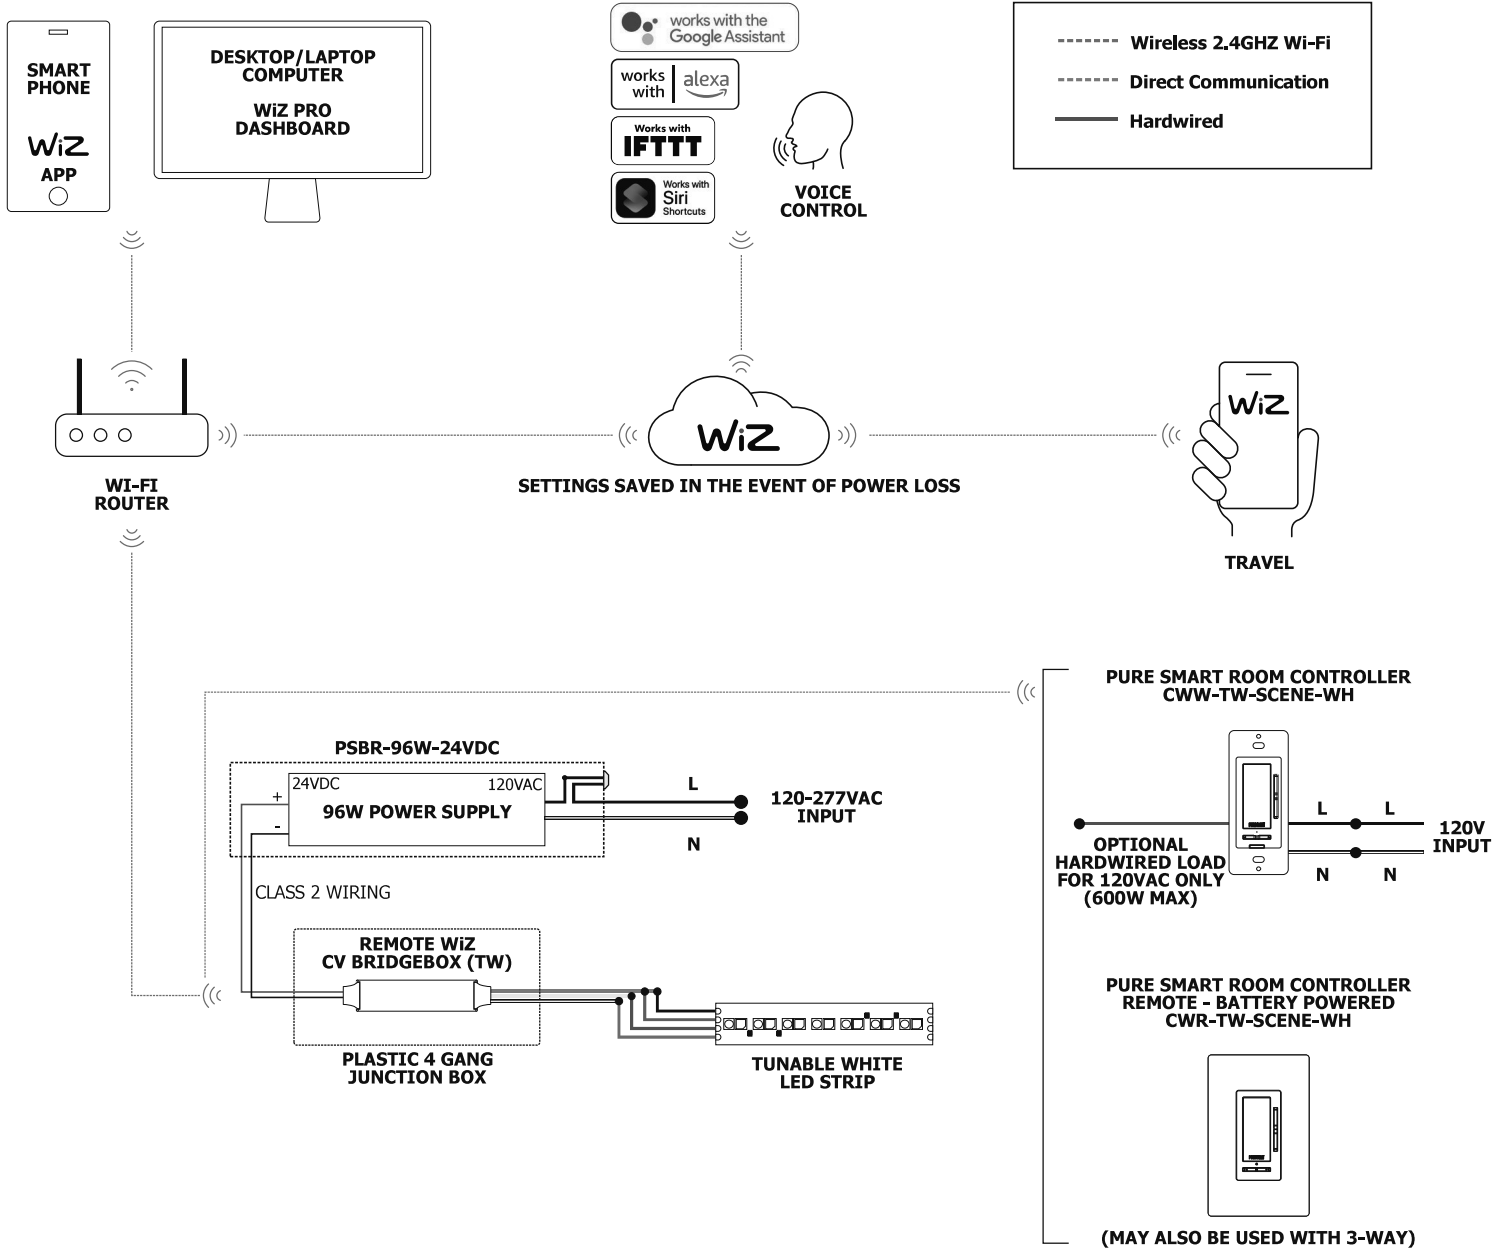 SMART
PHONE
WiZ
APP
DESKTOP/LAPTOP
COMPUTER
WiZ PRO
DASHBOARD
works with the
Google Assistant
works
with
alexa
Works with
IFTTT
Works with
Siri
Shortcuts
VOICE
CONTROL
Wireless 2.4GHZ Wi-Fi
Direct Communication
Hardwired
WI-FI
ROUTER
WiZ
SETTINGS SAVED IN THE EVENT OF POWER LOSS
WiZ
TRAVEL
PSBR-96W-24VDC
24VDC
120VAC
96W POWER SUPPLY
+
-
L
N
120-277VAC
INPUT
CLASS 2 WIRING
REMOTE WiZ
CV BRIDGEBOX (TW)
PLASTIC 4 GANG
JUNCTION BOX
TUNABLE WHITE
LED STRIP
PURE SMART ROOM CONTROLLER
CWW-TW-SCENE-WH
L
L
N
N
120V
INPUT
OPTIONAL
HARDWIRED LOAD
FOR 120VAC ONLY
(600W MAX)
PURE SMART ROOM CONTROLLER
REMOTE - BATTERY POWERED
CWR-TW-SCENE-WH
(MAY ALSO BE USED WITH 3-WAY)